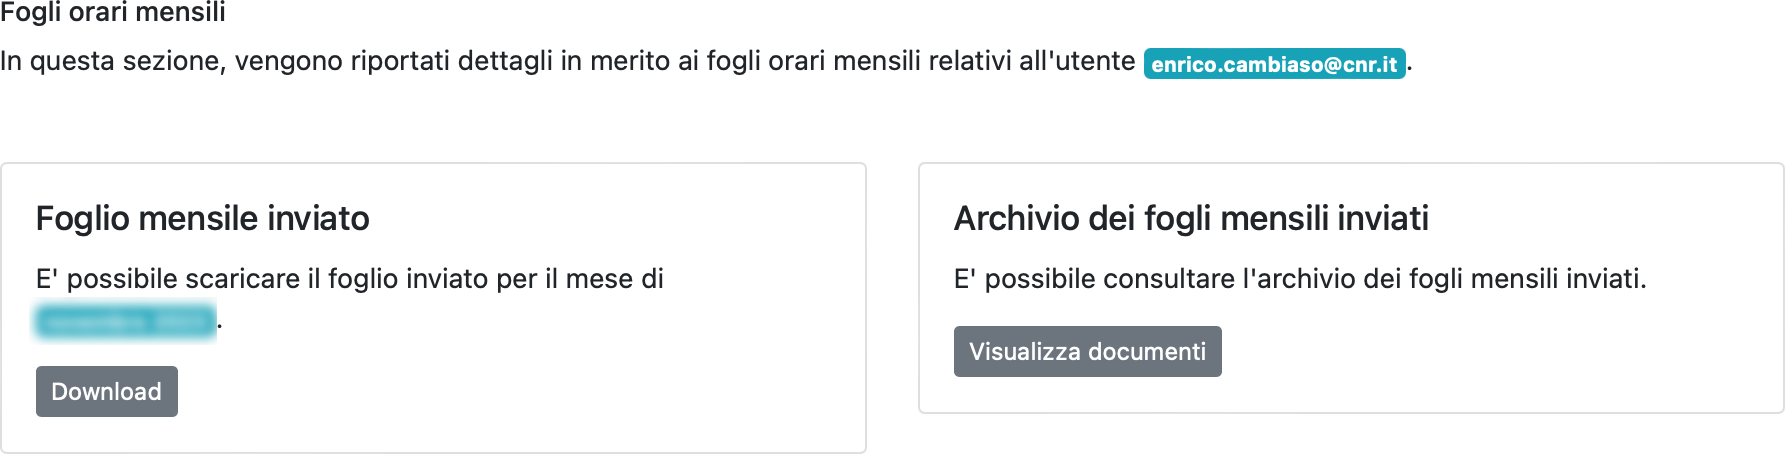 Fogli orari mensili
In questa sezione, vengono riportati dettagli in merito ai fogli orari mensili relativi all'utente enrico.cambiaso@cnr.it.
Foglio mensile inviato
E' possibile scaricare il foglio inviato per il mese di
.
Download
Archivio dei fogli mensili inviati
E' possibile consultare l'archivio dei fogli mensili inviati.
Visualizza documenti